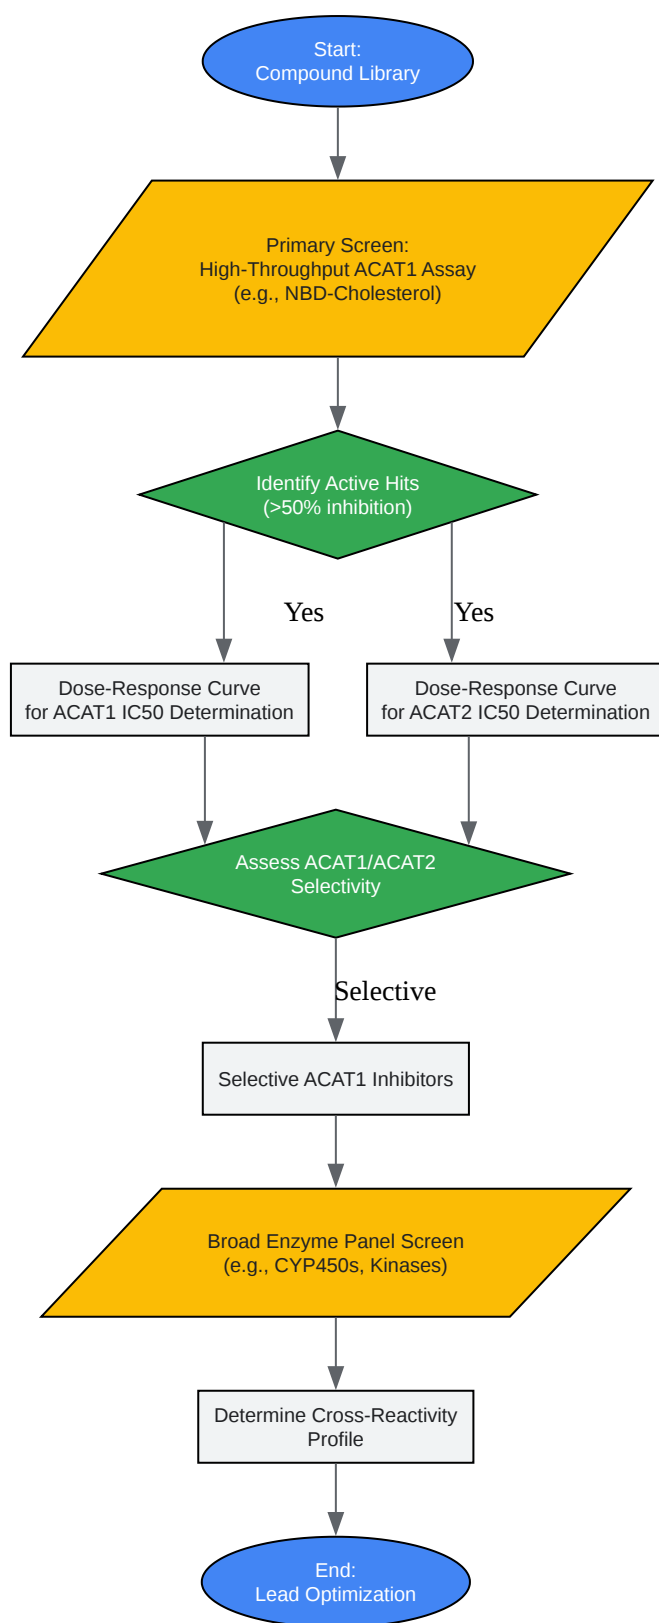 Start:
Compound Library
Primary Screen:
High-Throughput ACAT1 Assay
(e.g., NBD-Cholesterol)
Identify Active Hits
(>50% inhibition)
Yes
Yes
Dose-Response Curve
for ACAT1 IC50 Determination
Dose-Response Curve
for ACAT2 IC50 Determination
Assess ACAT1/ACAT2
Selectivity
Selective
Selective ACAT1 Inhibitors
Broad Enzyme Panel Screen
(e.g., CYP450s, Kinases)
Determine Cross-Reactivity
Profile
End:
Lead Optimization